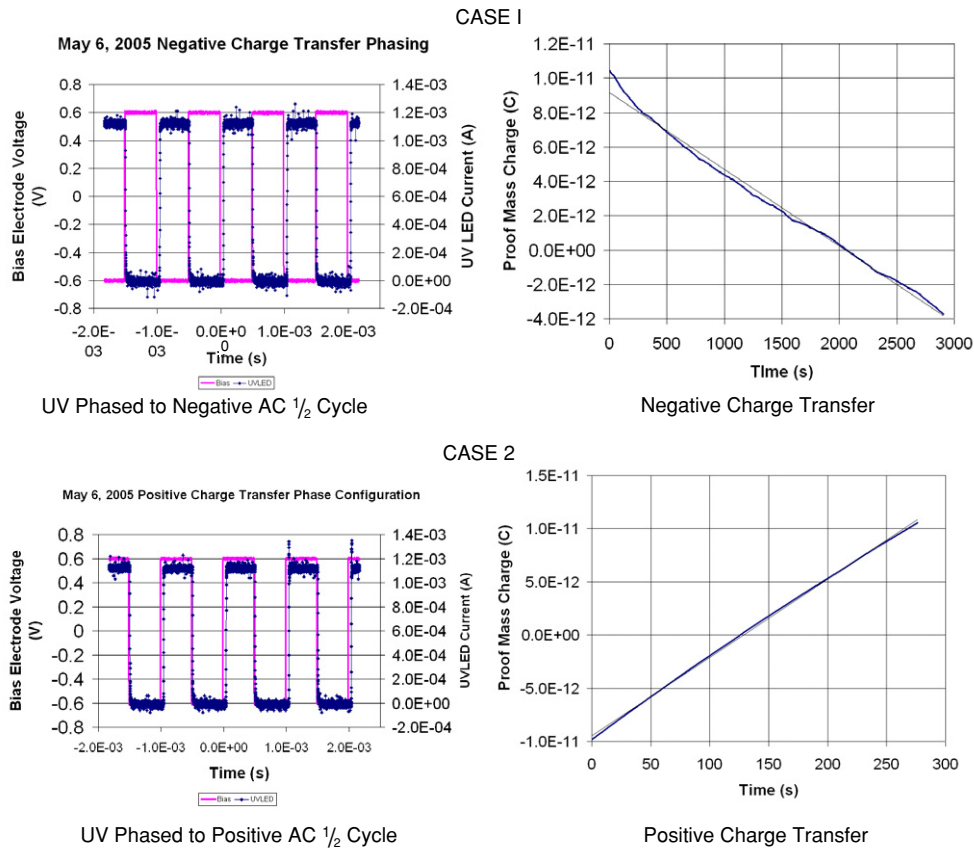 CASE I
May 6, 2005 Negative Charge Transfer Phasing
0.8
0.6
0.4
0.2
0
-0.2
-0.4
-0.6
-0.8
Bias Electrode Voltage
(V)
1.4E-03
1.2E-03
1.0E-03
8.0E-04
6.0E-04
4.0E-04
2.0E-04
0.0E+00
-2.0E-04
UV LED Current (A)
-2.0E-
03
-1.0E-
03
0.0E+0
0
1.0E-03
2.0E-03
Time (s)
Bias
UVLED
UV Phased to Negative AC 1/2 Cycle
1.2E-11
1.0E-11
8.0E-12
6.0E-12
4.0E-12
2.0E-12
0.0E+00
-2.0E-12
-4.0E-12
Proof Mass Charge (C)
0 500 1000 1500 2000 2500 3000
TIme (s)
Negative Charge Transfer
CASE 2
May 6, 2005 Positive Charge Transfer Phase Configuration
0.8
0.6
0.4
0.2
0
-0.2
-0.4
-0.6
-0.8
Bias Electrode Voltage
(V)
1.4E-03
1.2E-03
1.0E-03
8.0E-04
6.0E-04
4.0E-04
2.0E-04
0.0E+00
-2.0E-04
UVLED Current (A)
-2.0E-03 -1.0E-03 0.0E+00 1.0E-03 2.0E-03
Time (s)
Bias
UVLED
UV Phased to Positive AC 1/2 Cycle
1.5E-11
1.0E-11
5.0E-12
0.0E+00
-5.0E-12
-1.0E-11
Proof Mass Charge (C)
0 50 100 150 200 250 300
Time (s)
Positive Charge Transfer